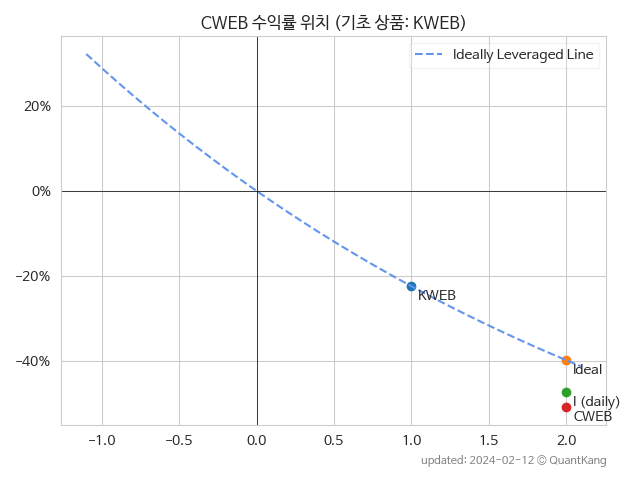 CWEB 수익률 위치 (기초 상품: KWEB)
Ideally Leveraged Line
20%
0%
−20%
−40%
KWEB
Ideal
I (daily)
CWEB
−1.0
−0.5
0.0
0.5
1.0
1.5
2.0
updated: 2024-02-12 © QuantKang